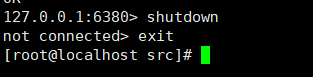 127.0.0.1:6380> shutdown
not connected> exit
[root@localhost src]#